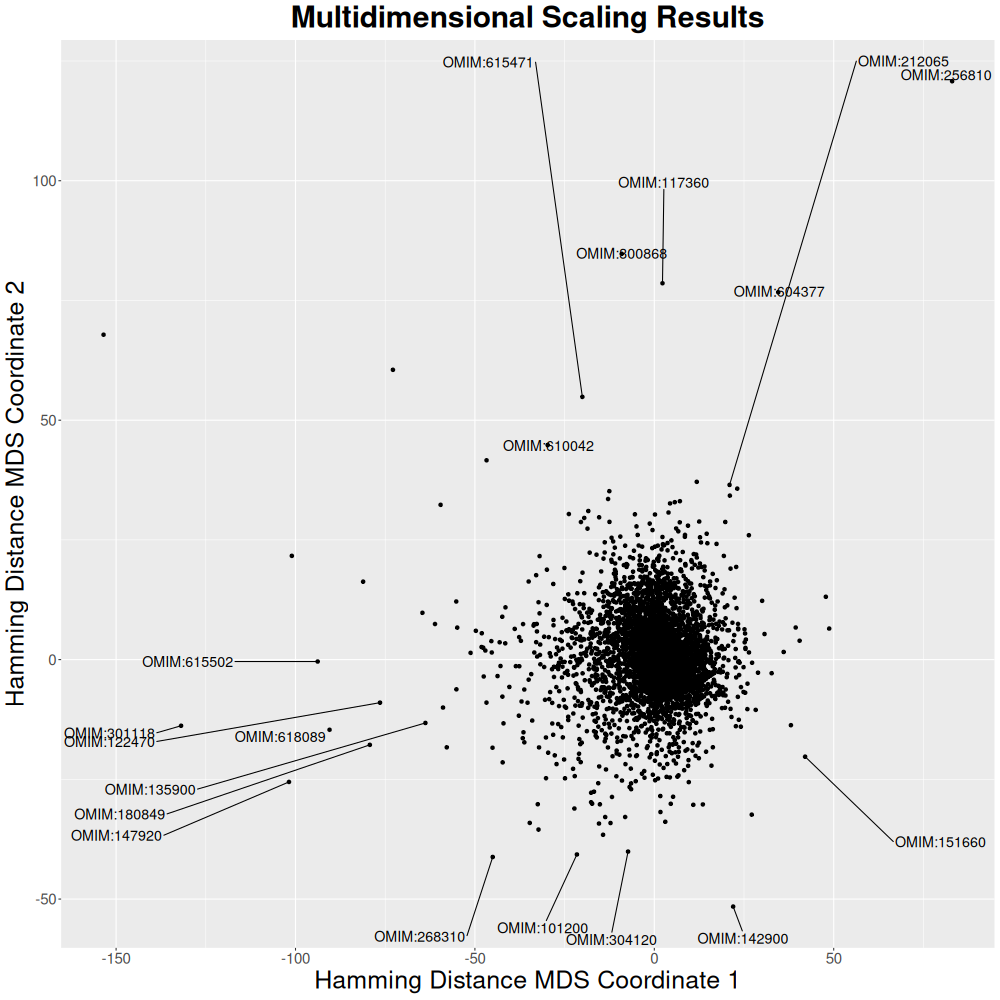 Multidimensional Scaling Results
OMIM:615471
OMIM:212065
OMIM:256810
OMIM:117360
OMIM:300868
OMIM:604377
OMIM:610042
OMIM:615502
OMIM:301118
OMIM:122470
OMIM:618089
OMIM:135900
OMIM:180849
OMIM:147920
OMIM:151660
OMIM:268310
OMIM:101200
OMIM:304120
OMIM:142900
100
50
0
-50
-150
-100
-50
0
50
Hamming Distance MDS Coordinate 1
Hamming Distance MDS Coordinate 2